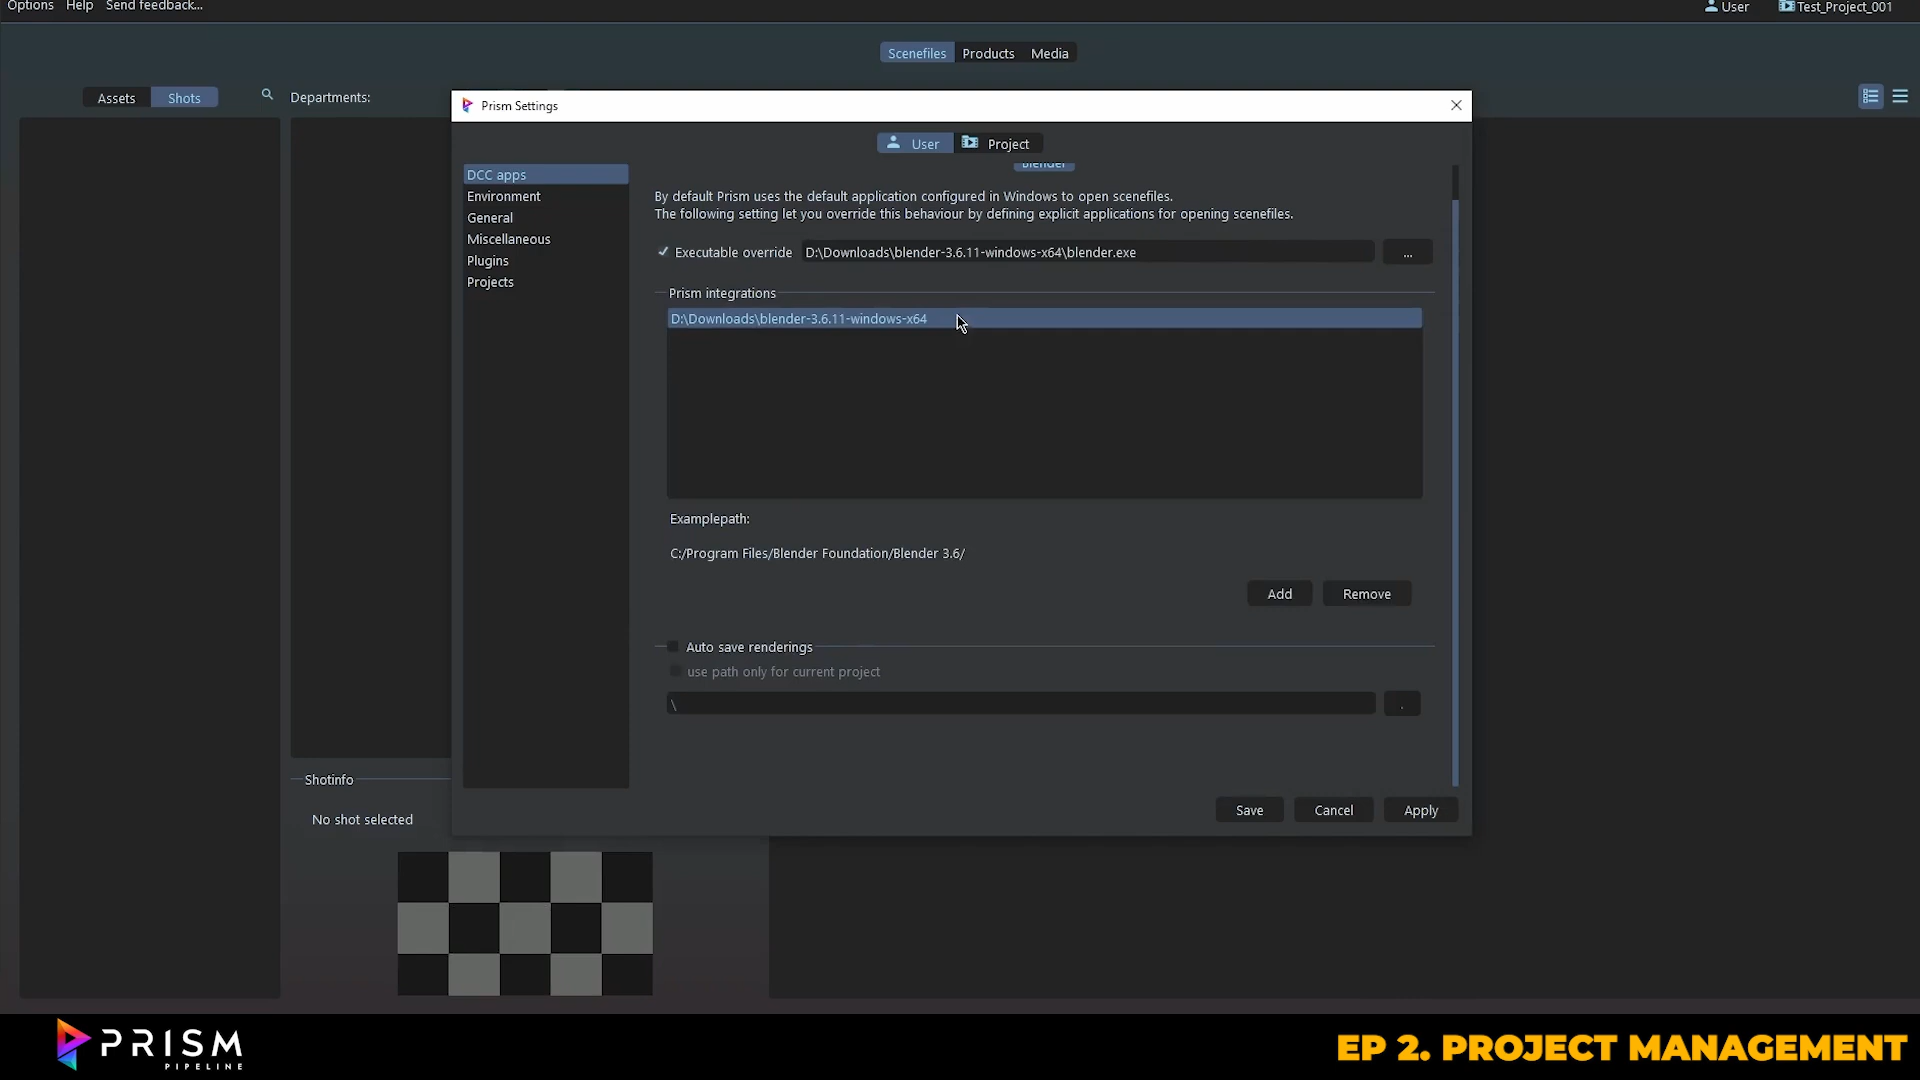 Options Help Send feedback...
User Test_Project_001
Scenefiles Products Media
Assets Shots Departments:
Prism Settings
User Project
Blender
DCC apps
Environment
General
Miscellaneous
Plugins
Projects
By default Prism uses the default application configured in Windows to open scenefiles.
The following setting let you override this behaviour by defining explicit applications for opening scenefiles.
Executable override D:\Downloads\blender-3.6.11-windows-x64\blender.exe ...
Prism integrations
D:\Downloads\blender-3.6.11-windows-x64
Examplepath:
C:/Program Files/Blender Foundation/Blender 3.6/
Add Remove
Auto save renderings
use path only for current project
\ .
Save Cancel Apply
Shotinfo
No shot selected
PRISM
PIPELINE
EP 2. PROJECT MANAGEMENT